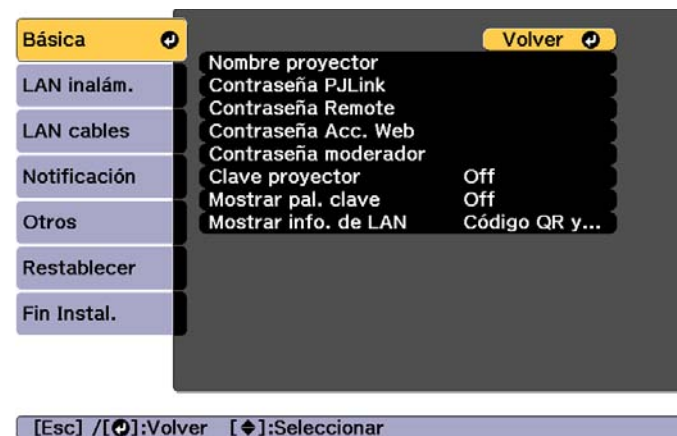 Básica
LAN inalám.
LAN cables
Notificación
Otros
Restablecer
Fin Instal.
Volver
Nombre proyector
Contraseña PJLink
Contraseña Remote
Contraseña Acc. Web
Contraseña moderador
Clave proyector Off
Mostrar pal. clave Off
Mostrar info. de LAN Código QR y...
[Esc] /[⏎]:Volver [◆]:Seleccionar